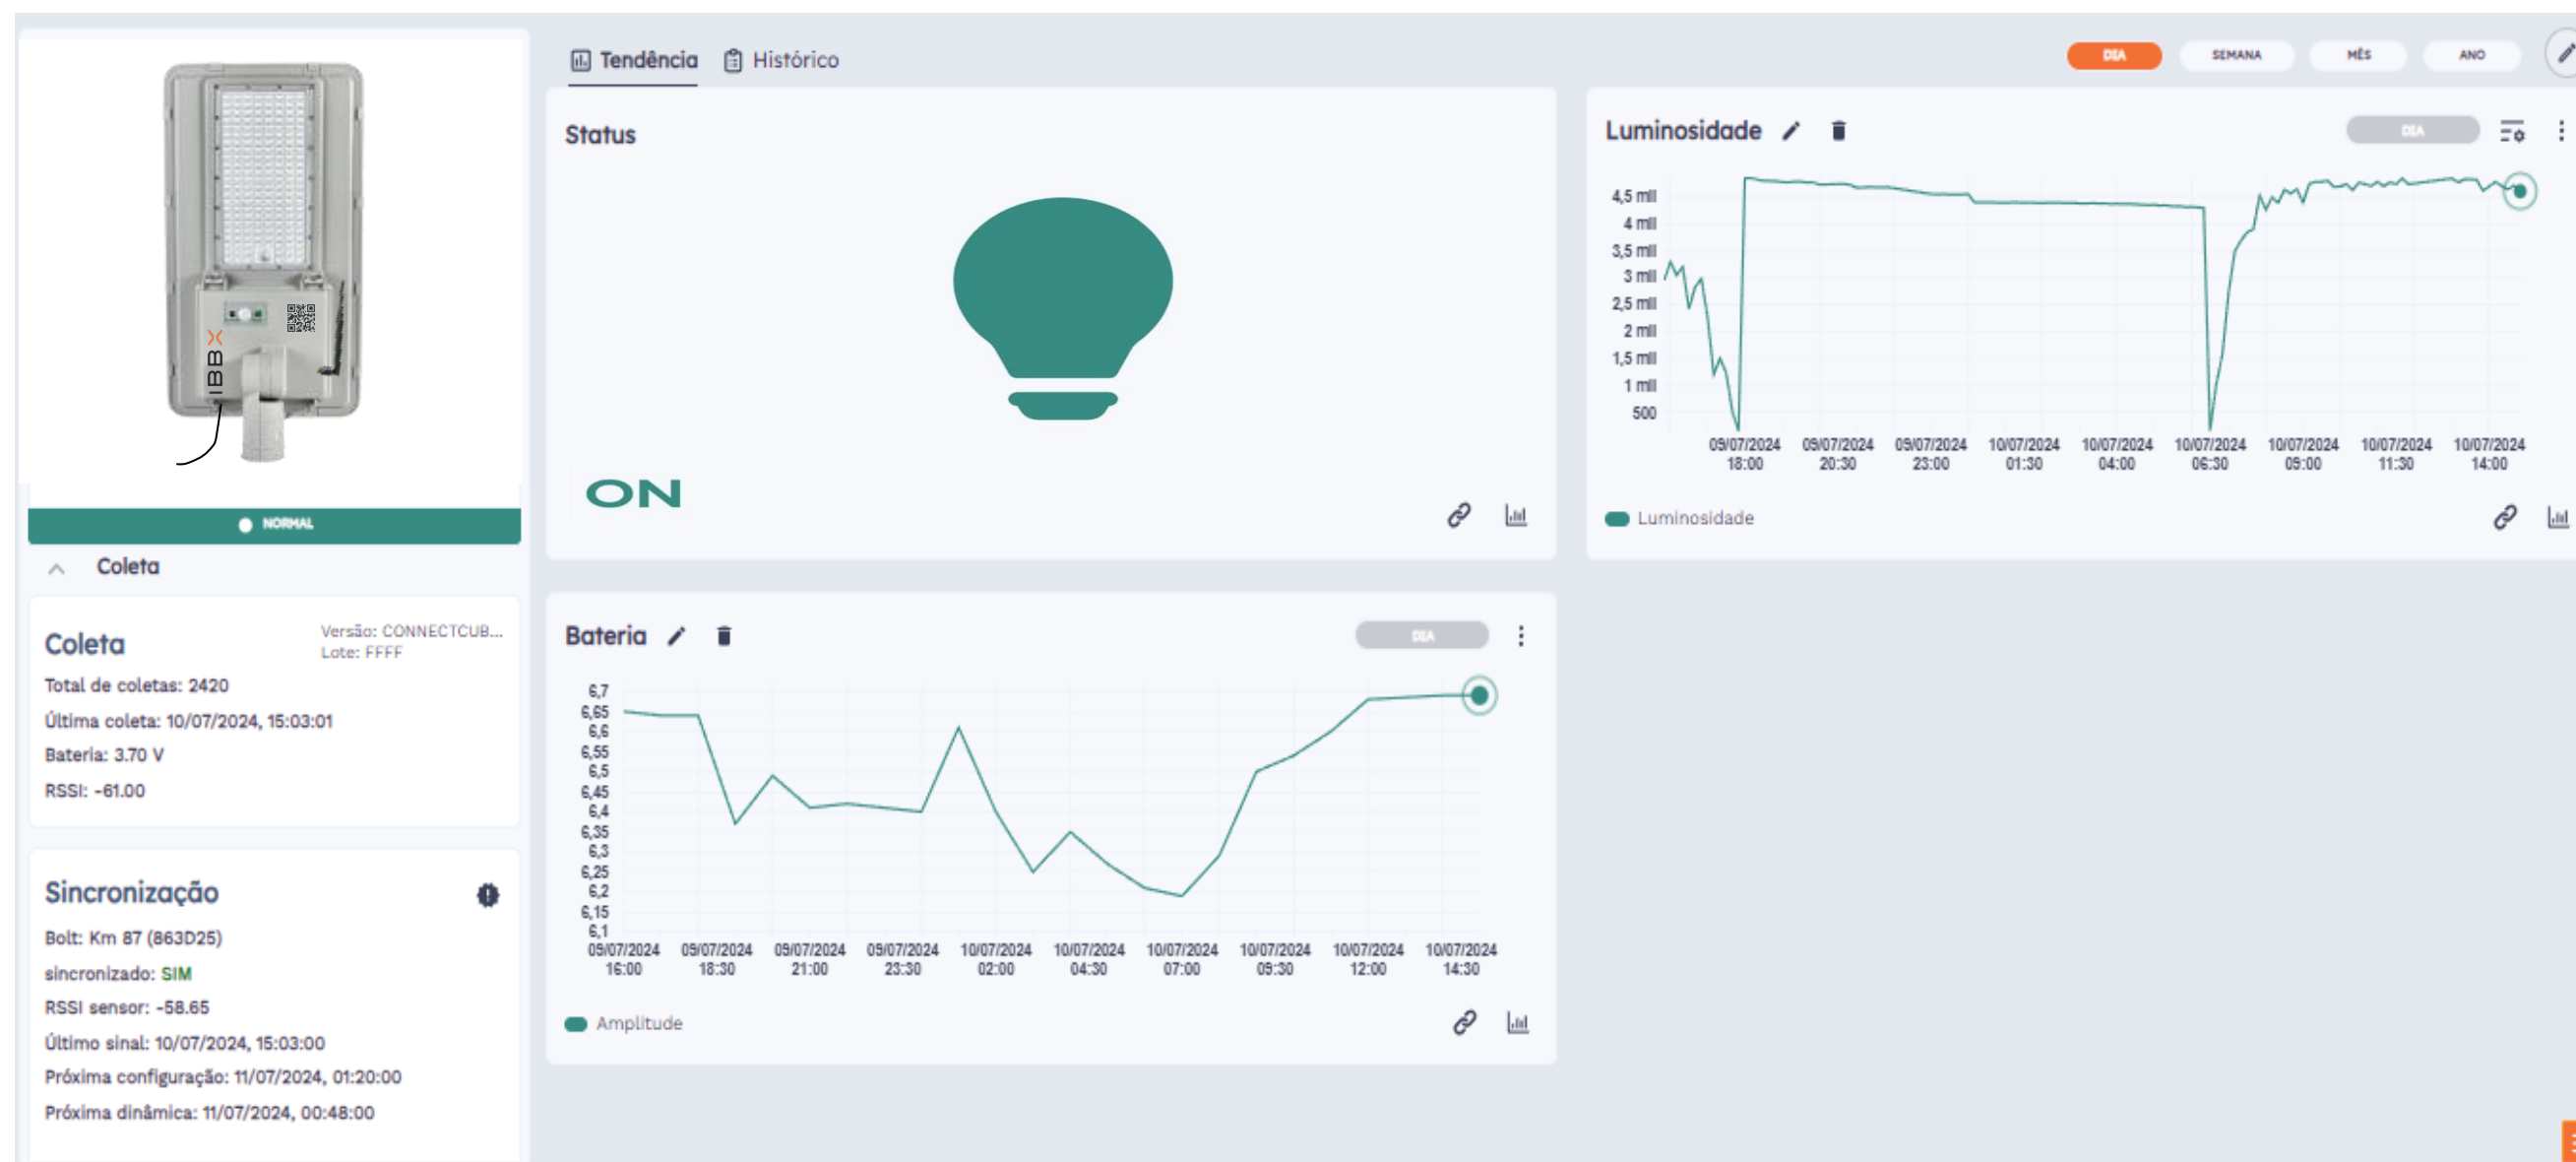 IBBX
NORMAL
Coleta
Coleta
Versão: CONNECTCUB...
Lote: FFFF
Total de coletas: 2420
Última coleta: 10/07/2024, 15:03:01
Bateria: 3.70 V
RSSI: -61.00
Sincronização
Bolt: Km 87 (863D25)
sincronizado: SIM
RSSI sensor: -58.65
Último sinal: 10/07/2024, 15:03:00
Próxima configuração: 11/07/2024, 01:20:00
Próxima dinâmica: 11/07/2024, 00:48:00
Tendência Histórico
DIA SEMANA MÊS ANO
Status
ON
Luminosidade
DIA
4,5 mil
4 mil
3,5 mil
3 mil
2,5 mil
2 mil
1,5 mil
1 mil
500
09/07/2024 09/07/2024 09/07/2024 10/07/2024 10/07/2024 10/07/2024 10/07/2024 10/07/2024 10/07/2024
18:00 20:30 23:00 01:30 04:00 06:30 09:00 11:30 14:00
Luminosidade
Bateria
DIA
6,7
6,65
6,6
6,55
6,5
6,45
6,4
6,35
6,3
6,25
6,2
6,15
6,1
09/07/2024 09/07/2024 09/07/2024 09/07/2024 10/07/2024 10/07/2024 10/07/2024 10/07/2024 10/07/2024 10/07/2024
16:00 18:30 21:00 23:30 02:00 04:30 07:00 09:30 12:00 14:30
Amplitude